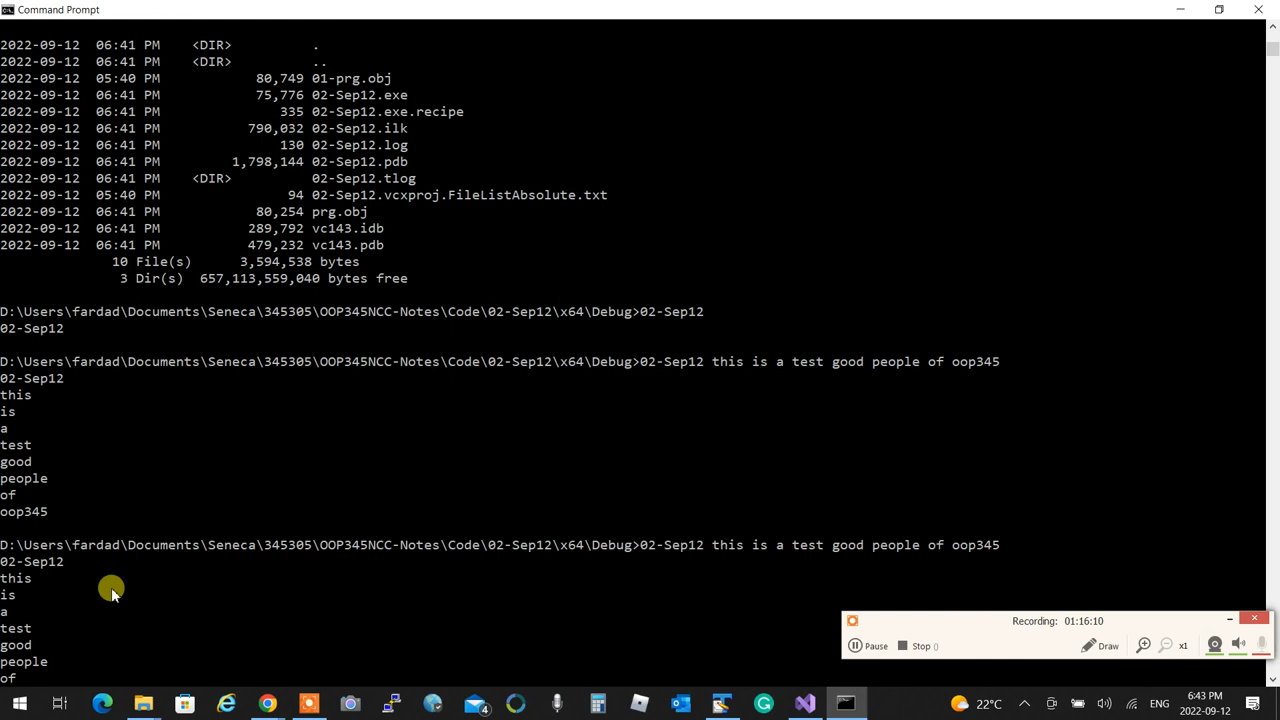 Command Prompt
2022-09-12  06:41 PM    <DIR>          .
2022-09-12  06:41 PM    <DIR>          ..
2022-09-12  05:40 PM            80,749 01-prg.obj
2022-09-12  06:41 PM            75,776 02-Sep12.exe
2022-09-12  06:41 PM               335 02-Sep12.exe.recipe
2022-09-12  06:41 PM           790,032 02-Sep12.ilk
2022-09-12  06:41 PM               130 02-Sep12.log
2022-09-12  06:41 PM         1,798,144 02-Sep12.pdb
2022-09-12  06:41 PM    <DIR>          02-Sep12.tlog
2022-09-12  05:40 PM                94 02-Sep12.vcxproj.FileListAbsolute.txt
2022-09-12  06:41 PM            80,254 prg.obj
2022-09-12  06:41 PM           289,792 vc143.idb
2022-09-12  06:41 PM           479,232 vc143.pdb
              10 File(s)      3,594,538 bytes
               3 Dir(s)  657,113,559,040 bytes free
D:\Users\fardad\Documents\Seneca\345305\OOP345NCC-Notes\Code\02-Sep12\x64\Debug>02-Sep12
02-Sep12
D:\Users\fardad\Documents\Seneca\345305\OOP345NCC-Notes\Code\02-Sep12\x64\Debug>02-Sep12 this is a test good people of oop345
02-Sep12
this
is
a
test
good
people
of
oop345
D:\Users\fardad\Documents\Seneca\345305\OOP345NCC-Notes\Code\02-Sep12\x64\Debug>02-Sep12 this is a test good people of oop345
02-Sep12
this
is
a
test
good
people
of
Recording: 01:16:10
Pause Stop () Draw x1
4 22°C ENG 6:43 PM
2022-09-12